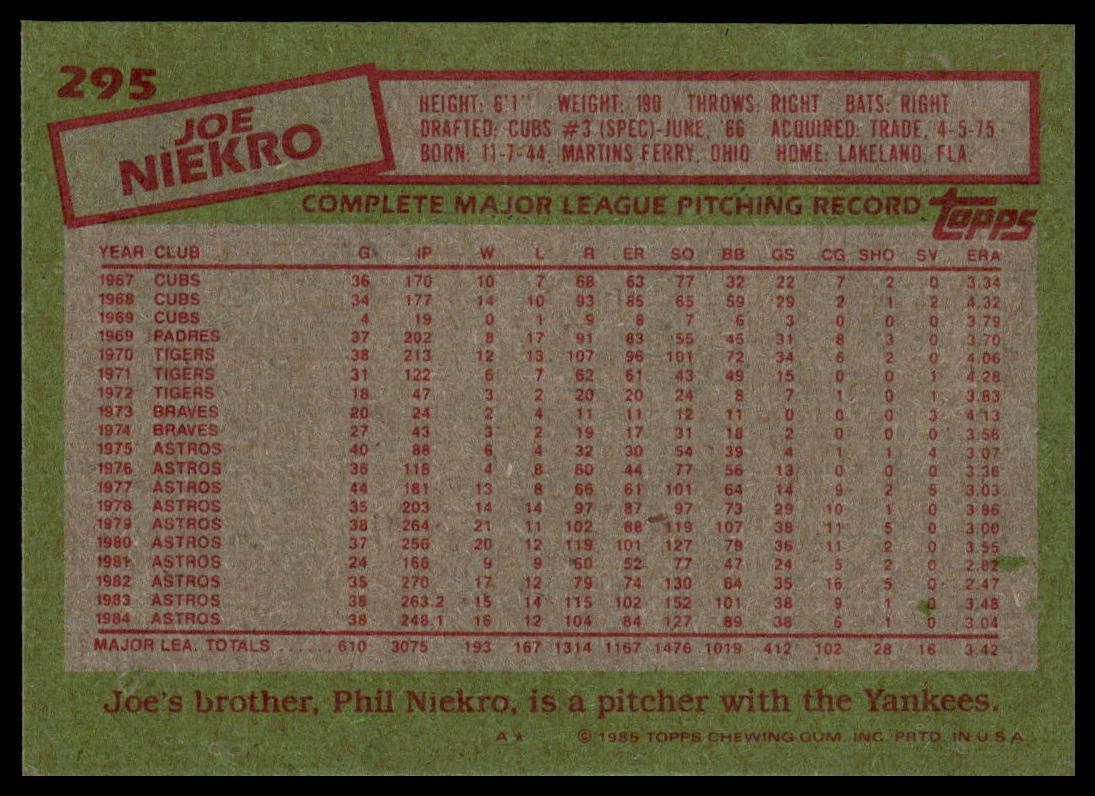 295
JOE
NIEKRO
HEIGHT: 6'1" WEIGHT: 190 THROWS: RIGHT BATS: RIGHT
DRAFTED: CUBS #3 (SPEC)-JUNE, '66 ACQUIRED: TRADE, 4-5-75
BORN: 11-7-44, MARTINS FERRY, OHIO HOME: LAKELAND, FLA.
COMPLETE MAJOR LEAGUE PITCHING RECORD topps
YEAR CLUB G IP W L R ER SO BB GS CG SHO SV ERA
1967 CUBS 36 170 10 7 68 63 77 32 22 7 2 0 3.34
1968 CUBS 34 177 14 10 93 85 65 59 29 2 1 2 4.32
1969 CUBS 4 19 0 1 9 8 7 6 3 0 0 0 3.79
1969 PADRES 37 202 8 17 91 83 55 45 31 8 3 0 3.70
1970 TIGERS 38 213 12 13 107 96 101 72 34 6 2 0 4.06
1971 TIGERS 31 122 6 7 62 61 43 49 15 0 0 1 4.28
1972 TIGERS 18 47 3 2 20 20 24 8 7 1 0 1 3.83
1973 BRAVES 20 24 2 4 11 11 12 11 0 0 0 3 4.13
1974 BRAVES 27 43 3 2 19 17 31 18 2 0 0 0 3.56
1975 ASTROS 40 88 6 4 32 30 54 39 4 1 1 4 3.07
1976 ASTROS 36 118 4 8 60 44 77 56 13 0 0 0 3.36
1977 ASTROS 44 181 13 8 66 61 101 64 14 9 2 5 3.03
1978 ASTROS 35 203 14 14 97 87 97 73 29 10 1 0 3.86
1979 ASTROS 38 264 21 11 102 88 119 107 38 11 5 0 3.00
1980 ASTROS 37 256 20 12 119 101 127 79 36 11 2 0 3.55
1981 ASTROS 24 166 9 9 60 52 77 47 24 5 2 0 2.82
1982 ASTROS 35 270 17 12 79 74 130 64 35 16 5 0 2.47
1983 ASTROS 38 263.2 15 14 115 102 152 101 38 9 1 0 3.48
1984 ASTROS 38 248.1 16 12 104 84 127 89 38 6 1 0 3.04
MAJOR LEA. TOTALS ...... 610 3075 193 167 1314 1167 1476 1019 412 102 28 16 3.42
Joe's brother, Phil Niekro, is a pitcher with the Yankees.
A* © 1985 TOPPS CHEWING GUM, INC. PRTD. IN U.S.A.